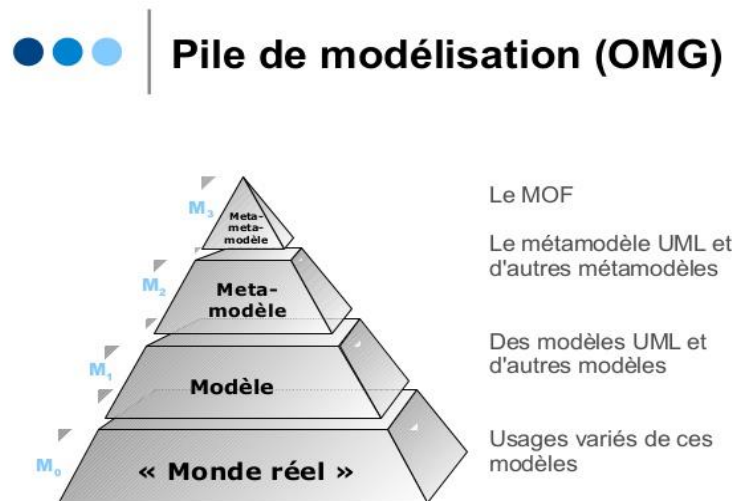 Pile de modélisation (OMG)
M3
Meta-
meta-
modèle
Le MOF
M2
Meta-
modèle
Le métamodèle UML et
d'autres métamodèles
M1
Modèle
Des modèles UML et
d'autres modèles
M0
« Monde réel »
Usages variés de ces
modèles